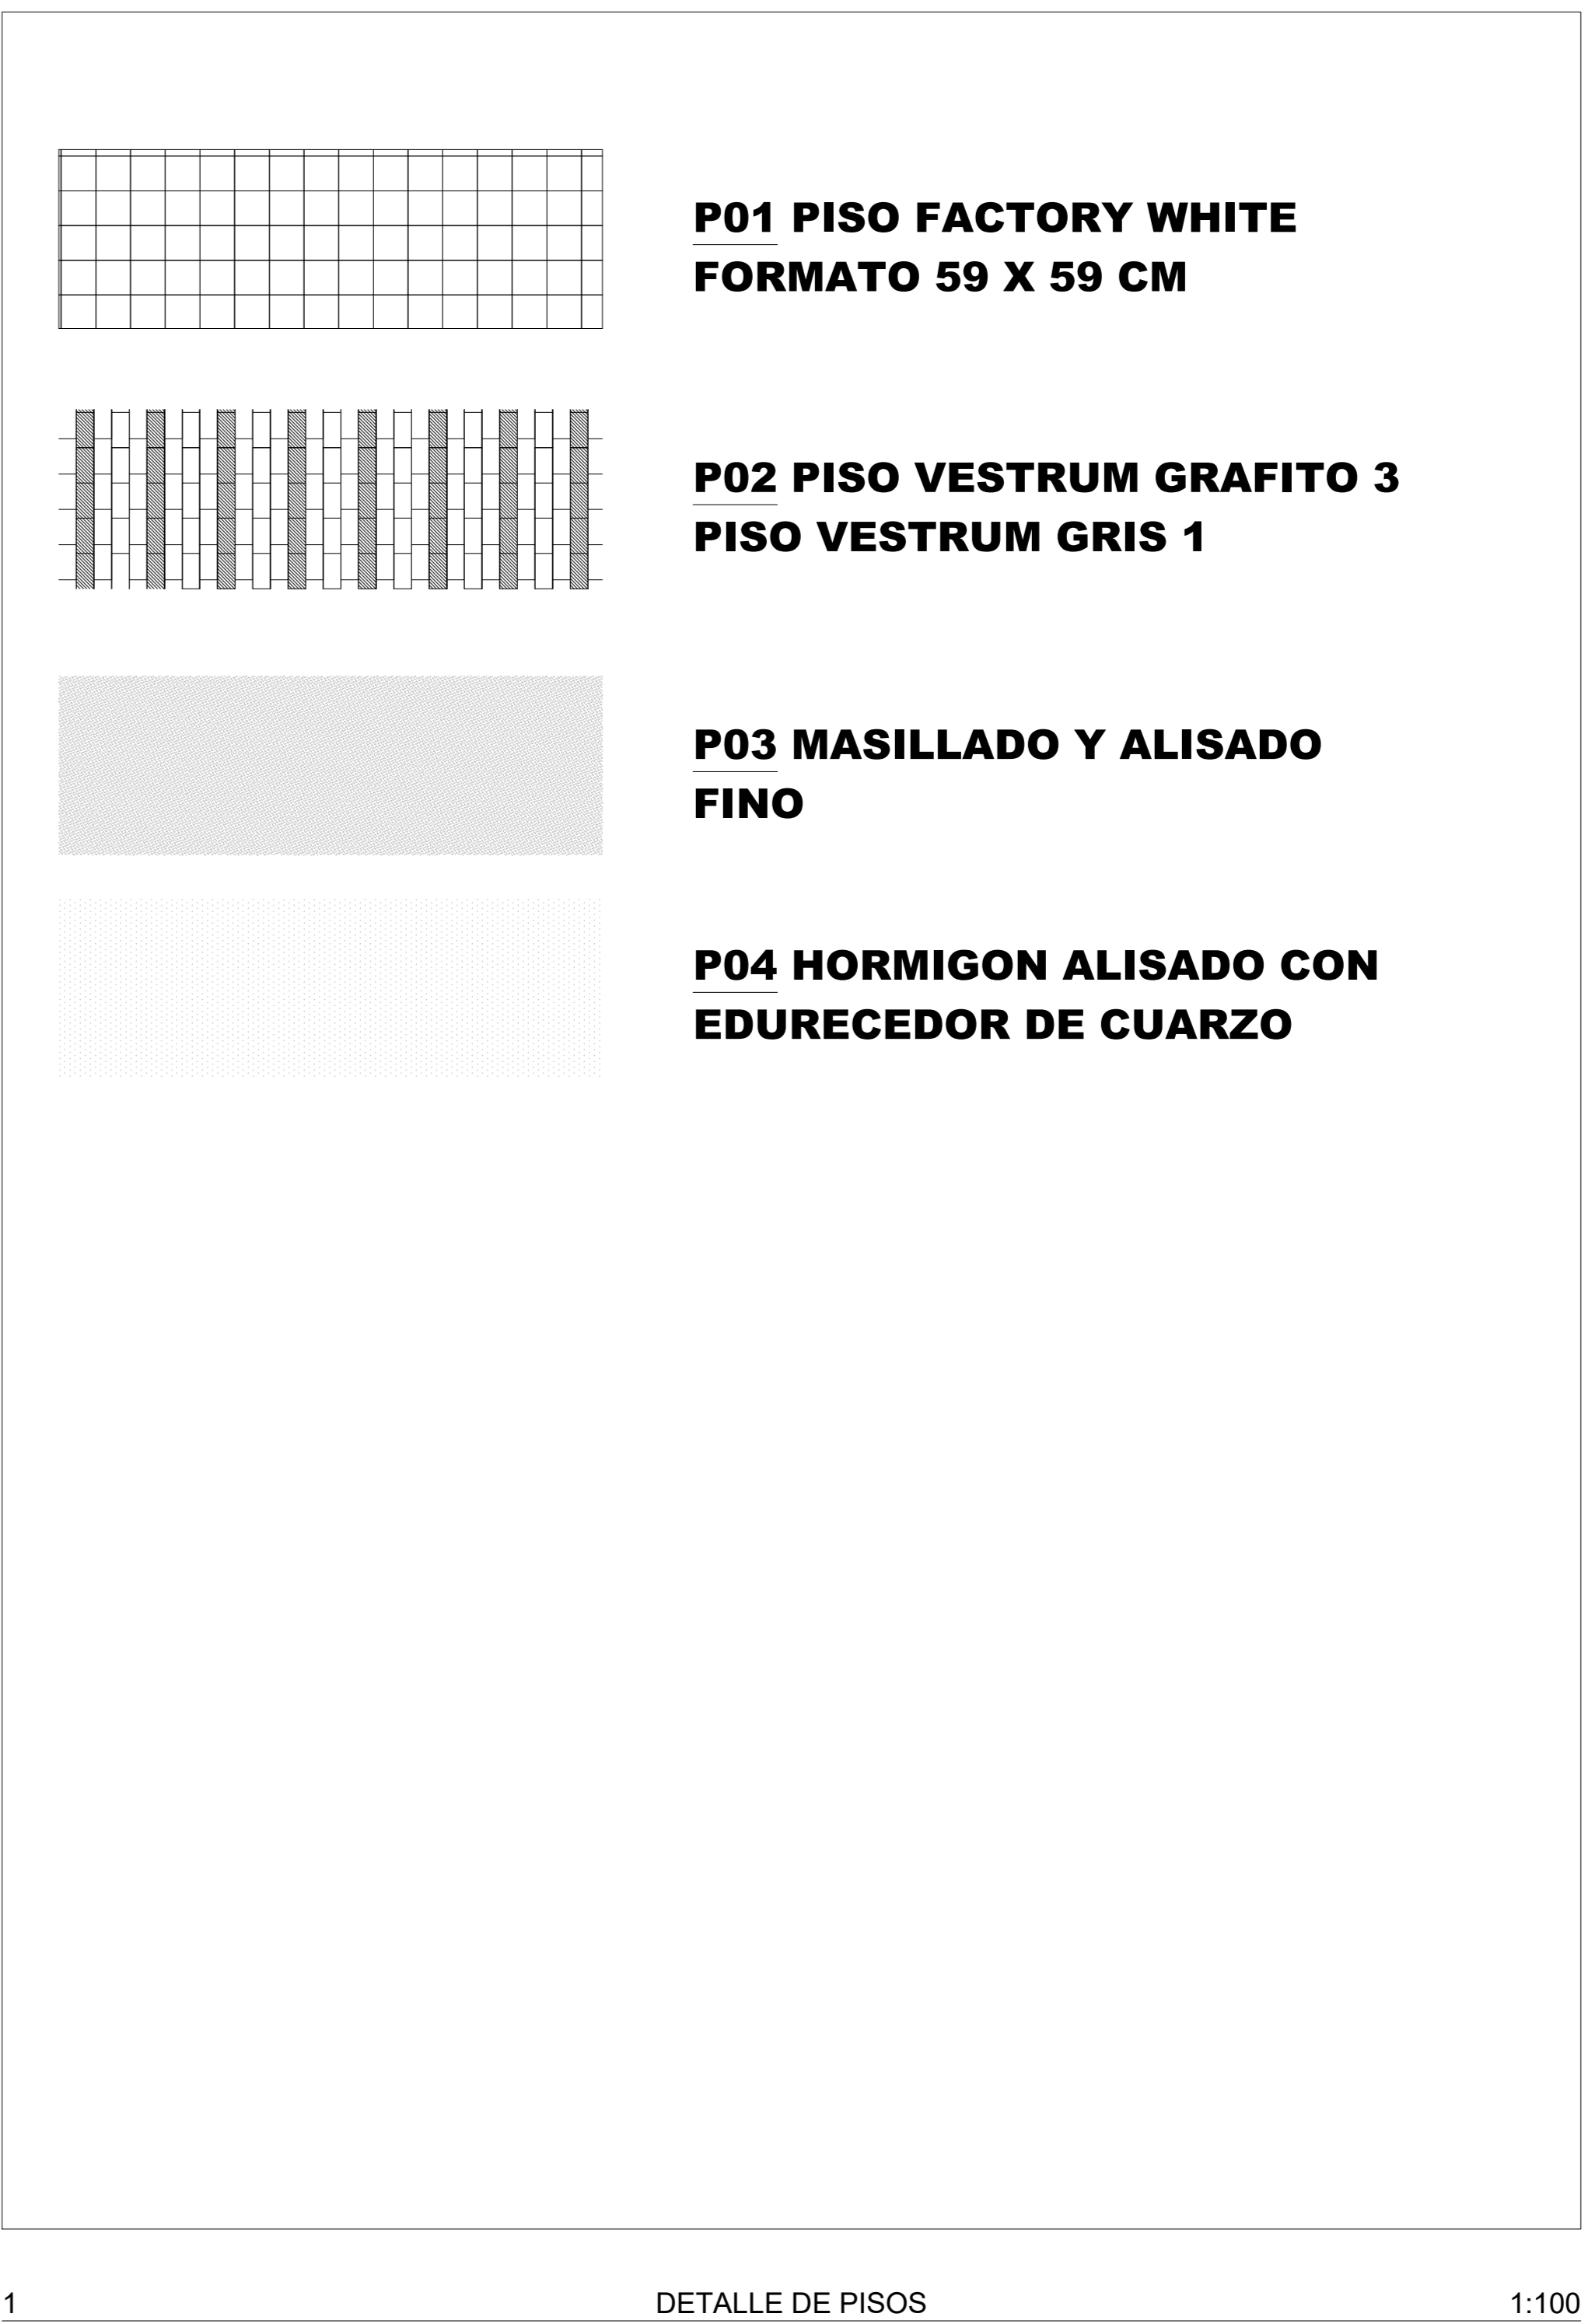 P01 PISO FACTORY WHITE
FORMATO 59 X 59 CM
P02 PISO VESTRUM GRAFITO 3
PISO VESTRUM GRIS 1
P03 MASILLADO Y ALISADO
FINO
P04 HORMIGON ALISADO CON
EDURECEDOR DE CUARZO
1 DETALLE DE PISOS 1:100